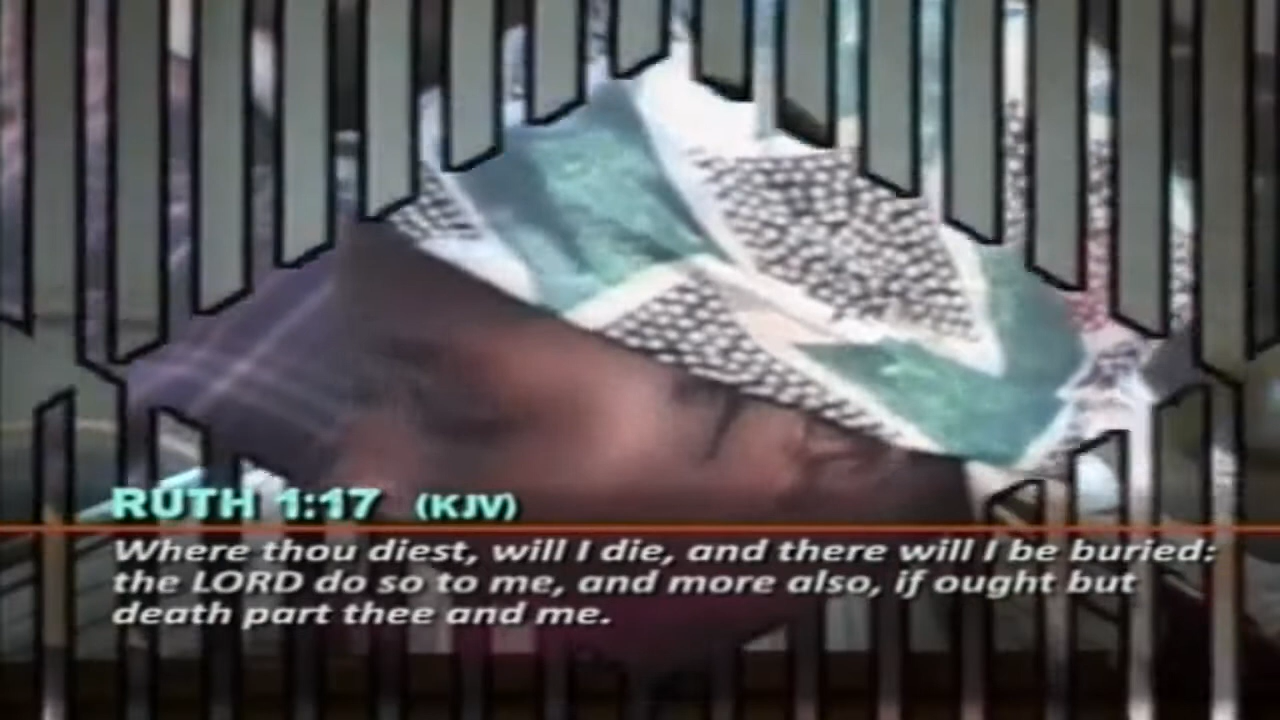 RUTH 1:17 (KJV)
Where thou diest, will I die, and there will I be buried:
the LORD do so to me, and more also, if ought but
death part thee and me.